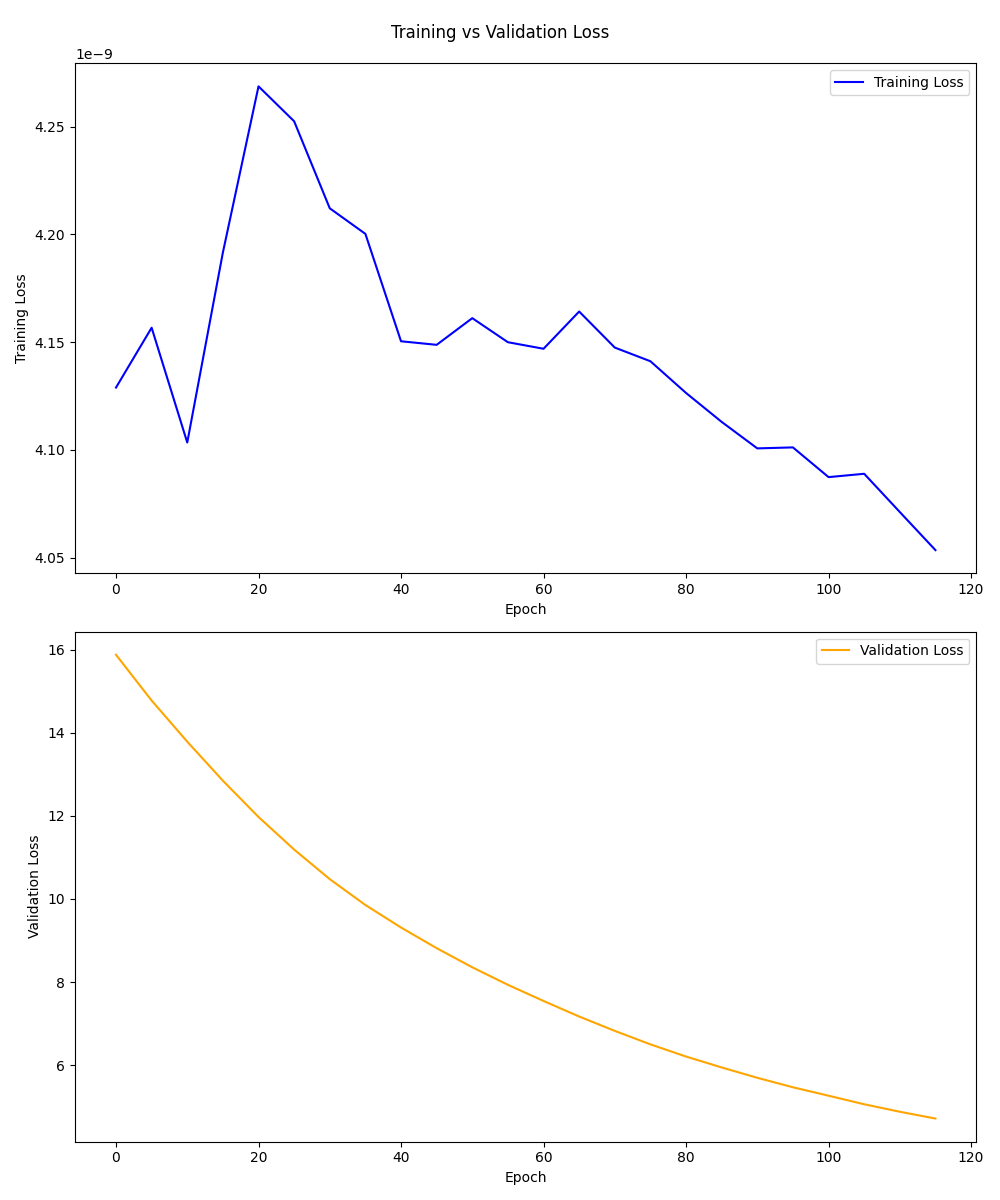 Training vs Validation Loss
1e−9
Training Loss
4.25
4.20
4.15
4.10
4.05
Training Loss
0 20 40 60 80 100 120
Epoch
Validation Loss
16
14
12
10
8
6
Validation Loss
0 20 40 60 80 100 120
Epoch